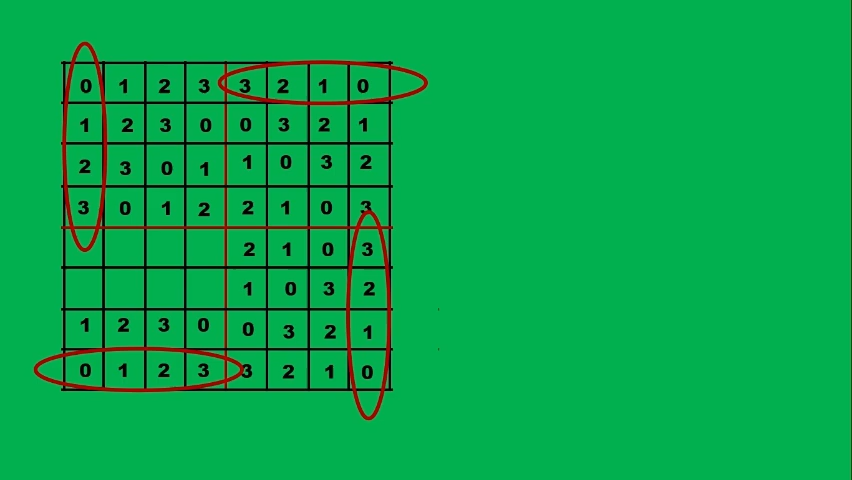 0 1 2 3 3 2 1 0
1 2 3 0 0 3 2 1
2 3 0 1 1 0 3 2
3 0 1 2 2 1 0 3
2 1 0 3
1 0 3 2
1 2 3 0 0 3 2 1
0 1 2 3 3 2 1 0